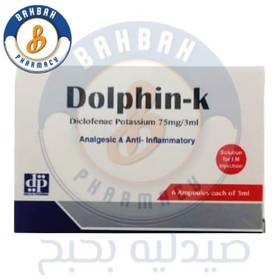 BAHBAH
PHARMACY
Dolphin-k
Diclofenac Potassium 75mg/3ml
Analgesic & Anti- Inflammatory
Solution
for I.M
Injection
6 Ampoules each of 3ml
dp
صيدلية بحبح